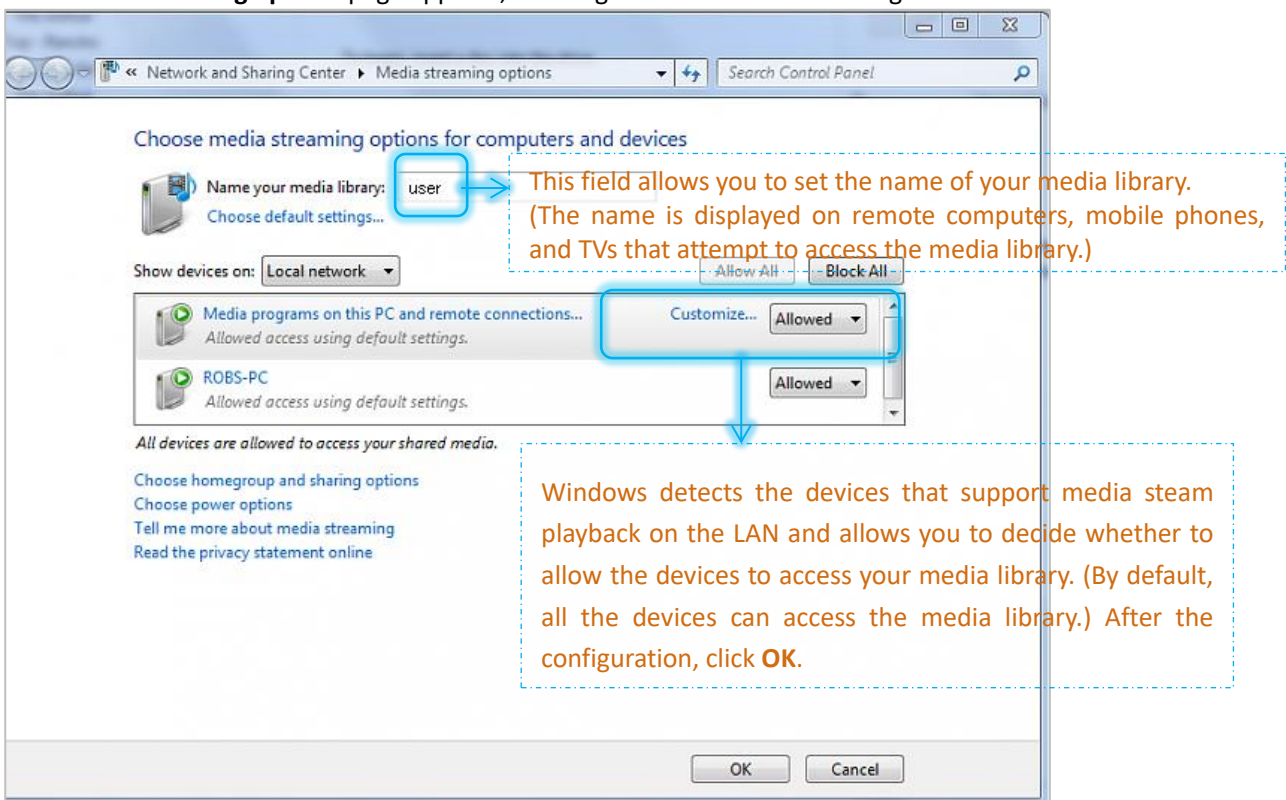 « Network and Sharing Center ▸ Media streaming options
Search Control Panel
Choose media streaming options for computers and devices
Name your media library: user
Choose default settings...
This field allows you to set the name of your media library.
(The name is displayed on remote computers, mobile phones,
and TVs that attempt to access the media library.)
Show devices on: Local network
Allow All Block All
Media programs on this PC and remote connections... Customize... Allowed
Allowed access using default settings.
ROBS-PC Allowed
Allowed access using default settings.
All devices are allowed to access your shared media.
Choose homegroup and sharing options
Choose power options
Tell me more about media streaming
Read the privacy statement online
Windows detects the devices that support media steam
playback on the LAN and allows you to decide whether to
allow the devices to access your media library. (By default,
all the devices can access the media library.) After the
configuration, click OK.
OK Cancel